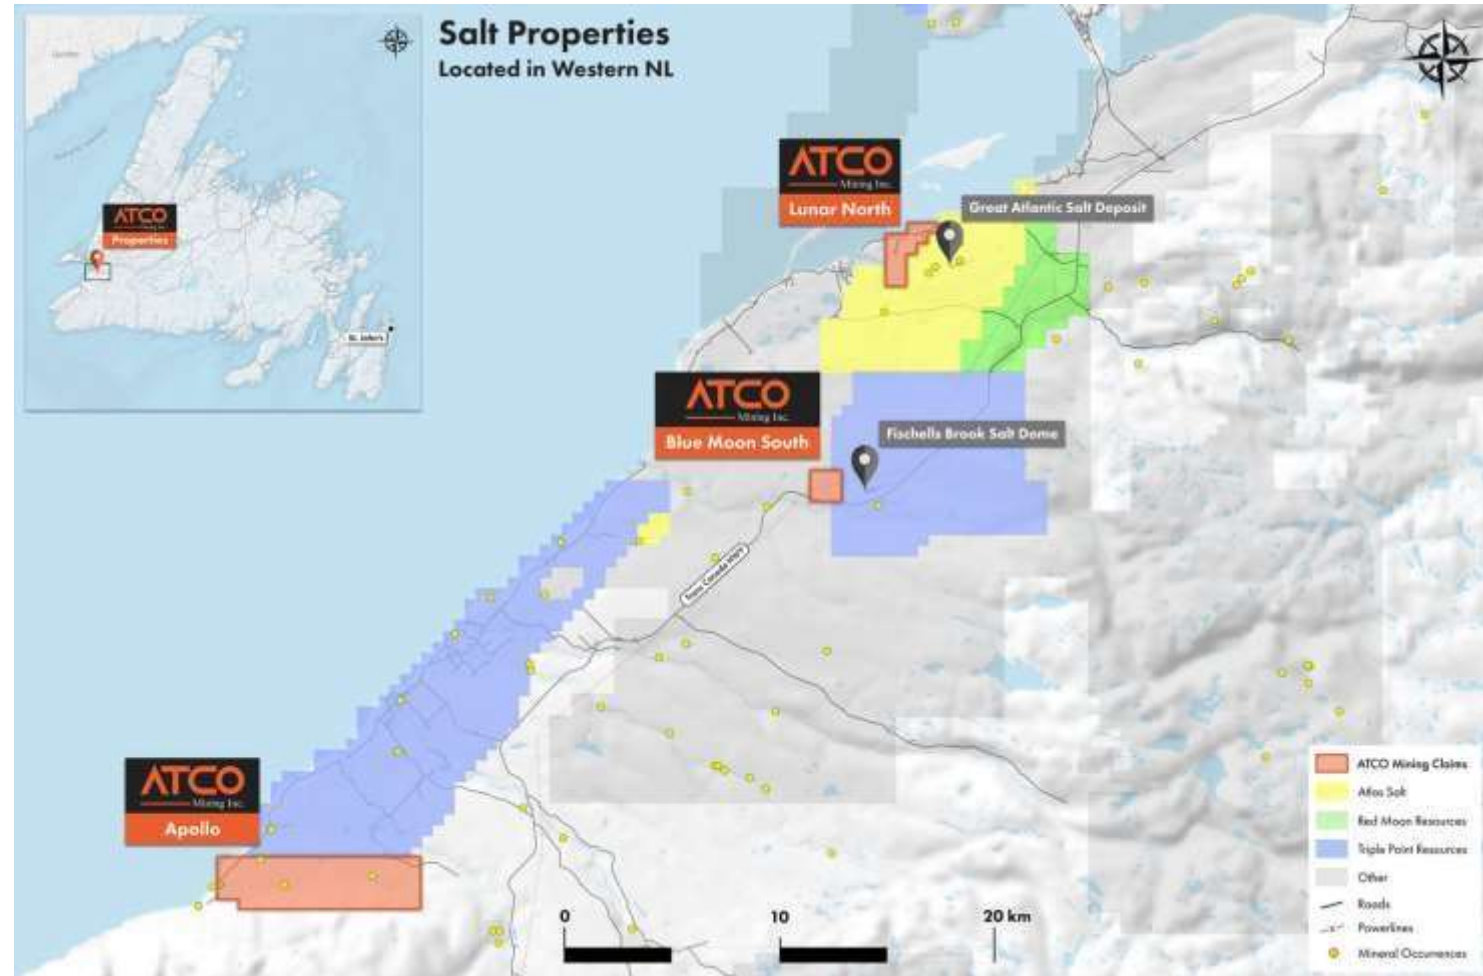 Salt Properties
Located in Western NL
ATCO
Mining Inc.
Properties
St. John's
ATCO
Mining Inc.
Lunar North
Great Atlantic Salt Deposit
ATCO
Mining Inc.
Blue Moon South
Fischells Brook Salt Dome
Trans Canada HWY
ATCO
Mining Inc.
Apollo
0
10
20 km
ATCO Mining Claims
Atlas Salt
Red Moon Resources
Triple Point Resources
Other
Roads
Powerlines
Mineral Occurrences